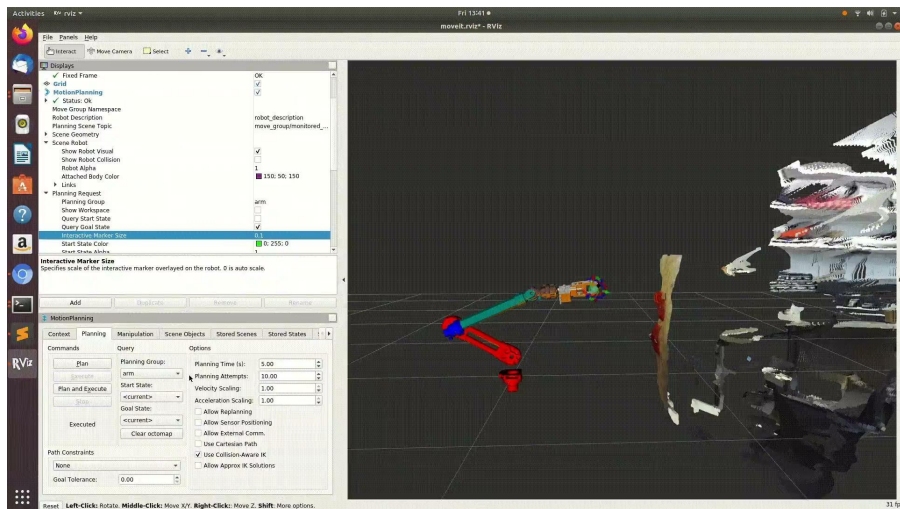 Activities
RViz
Fri 13:41
moveit.rviz* - RViz
File Panels Help
Interact Move Camera Select
Displays
Fixed Frame OK
Grid
MotionPlanning
Status: Ok
Move Group Namespace
Robot Description robot_description
Planning Scene Topic move_group/monitored_...
Scene Geometry
Scene Robot
Show Robot Visual
Show Robot Collision
Robot Alpha 1
Attached Body Color 150; 50; 150
Links
Planning Request
Planning Group arm
Show Workspace
Query Start State
Query Goal State
Interactive Marker Size 0.1
Start State Color 0; 255; 0
Start State Alpha 1
Interactive Marker Size
Specifies scale of the interactive marker overlayed on the robot. 0 is auto scale.
Add Duplicate Remove Rename
MotionPlanning
Context Planning Manipulation Scene Objects Stored Scenes Stored States
Commands Query Options
Plan
Execute
Plan and Execute
Stop
Executed
Planning Group:
arm
Start State:
<current>
Goal State:
<current>
Clear octomap
Planning Time (s): 5.00
Planning Attempts: 10.00
Velocity Scaling: 1.00
Acceleration Scaling: 1.00
Allow Replanning
Allow Sensor Positioning
Allow External Comm.
Use Cartesian Path
Use Collision-Aware IK
Allow Approx IK Solutions
Path Constraints
None
Goal Tolerance: 0.00
Reset Left-Click: Rotate. Middle-Click: Move X/Y. Right-Click:: Move Z. Shift: More options.
31 fp
RViz